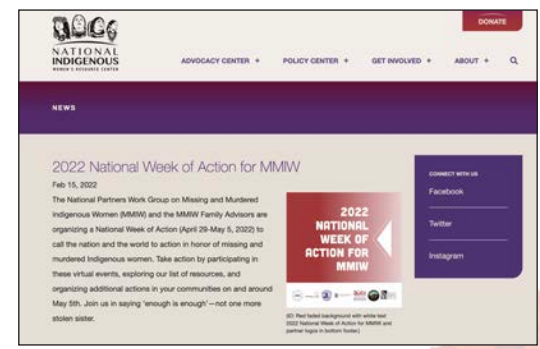 NATIONAL
INDIGENOUS
WOMEN'S RESOURCE CENTER
DONATE
ADVOCACY CENTER +
POLICY CENTER +
GET INVOLVED +
ABOUT +
NEWS
2022 National Week of Action for MMIW
Feb 15, 2022
The National Partners Work Group on Missing and Murdered
Indigenous Women (MMIW) and the MMIW Family Advisors are
organizing a National Week of Action (April 29-May 5, 2022) to
call the nation and the world to action in honor of missing and
murdered Indigenous women. Take action by participating in
these virtual events, exploring our list of resources, and
organizing additional actions in your communities on and around
May 5th. Join us in saying 'enough is enough'—not one more
stolen sister.
2022
NATIONAL
WEEK OF
ACTION FOR
MMIW
(ID: Red faded background with white text
2022 National Week of Action for MMIW and
partner logos in bottom footer.)
CONNECT WITH US
Facebook
Twitter
Instagram